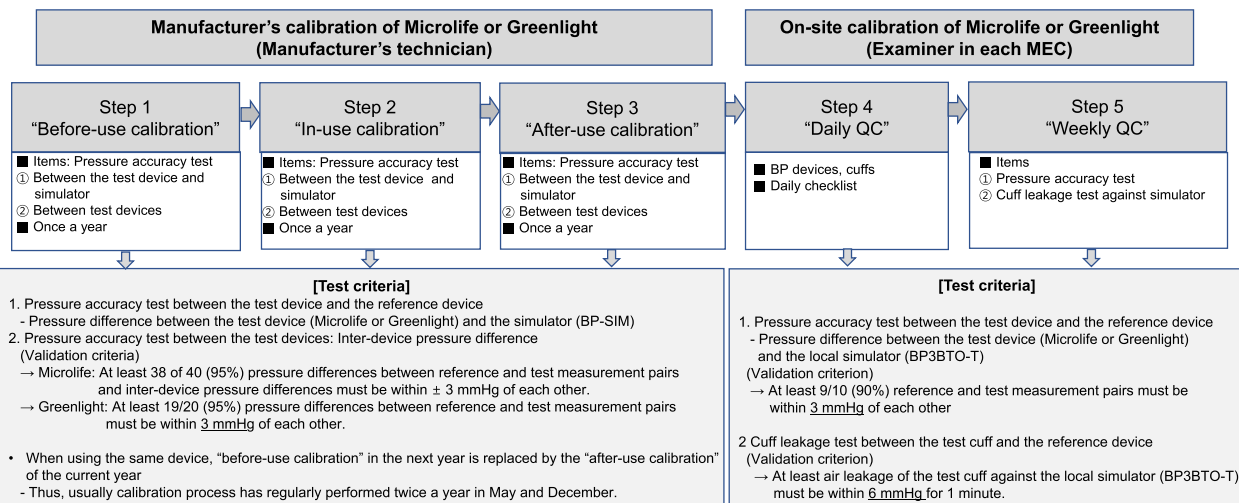 Manufacturer's calibration of Microlife or Greenlight
(Manufacturer's technician)
On-site calibration of Microlife or Greenlight
(Examiner in each MEC)
Step 1
“Before-use calibration”
■ Items: Pressure accuracy test
① Between the test device and
simulator
② Between test devices
■ Once a year
Step 2
“In-use calibration”
■ Items: Pressure accuracy test
① Between the test device and
simulator
② Between test devices
■ Once a year
Step 3
“After-use calibration”
■ Items: Pressure accuracy test
① Between the test device and
simulator
② Between test devices
■ Once a year
Step 4
“Daily QC”
■ BP devices, cuffs
■ Daily checklist
Step 5
“Weekly QC”
■ Items
① Pressure accuracy test
② Cuff leakage test against simulator
[Test criteria]
1. Pressure accuracy test between the test device and the reference device
- Pressure difference between the test device (Microlife or Greenlight) and the simulator (BP-SIM)
2. Pressure accuracy test between the test devices: Inter-device pressure difference
(Validation criteria)
→ Microlife: At least 38 of 40 (95%) pressure differences between reference and test measurement pairs
and inter-device pressure differences must be within ± 3 mmHg of each other.
→ Greenlight: At least 19/20 (95%) pressure differences between reference and test measurement pairs
must be within 3 mmHg of each other.
• When using the same device, “before-use calibration” in the next year is replaced by the “after-use calibration”
of the current year
- Thus, usually calibration process has regularly performed twice a year in May and December.
[Test criteria]
1. Pressure accuracy test between the test device and the reference device
- Pressure difference between the test device (Microlife or Greenlight)
and the local simulator (BP3BTO-T)
(Validation criterion)
→ At least 9/10 (90%) reference and test measurement pairs must be
within 3 mmHg of each other
2 Cuff leakage test between the test cuff and the reference device
(Validation criterion)
→ At least air leakage of the test cuff against the local simulator (BP3BTO-T)
must be within 6 mmHg for 1 minute.